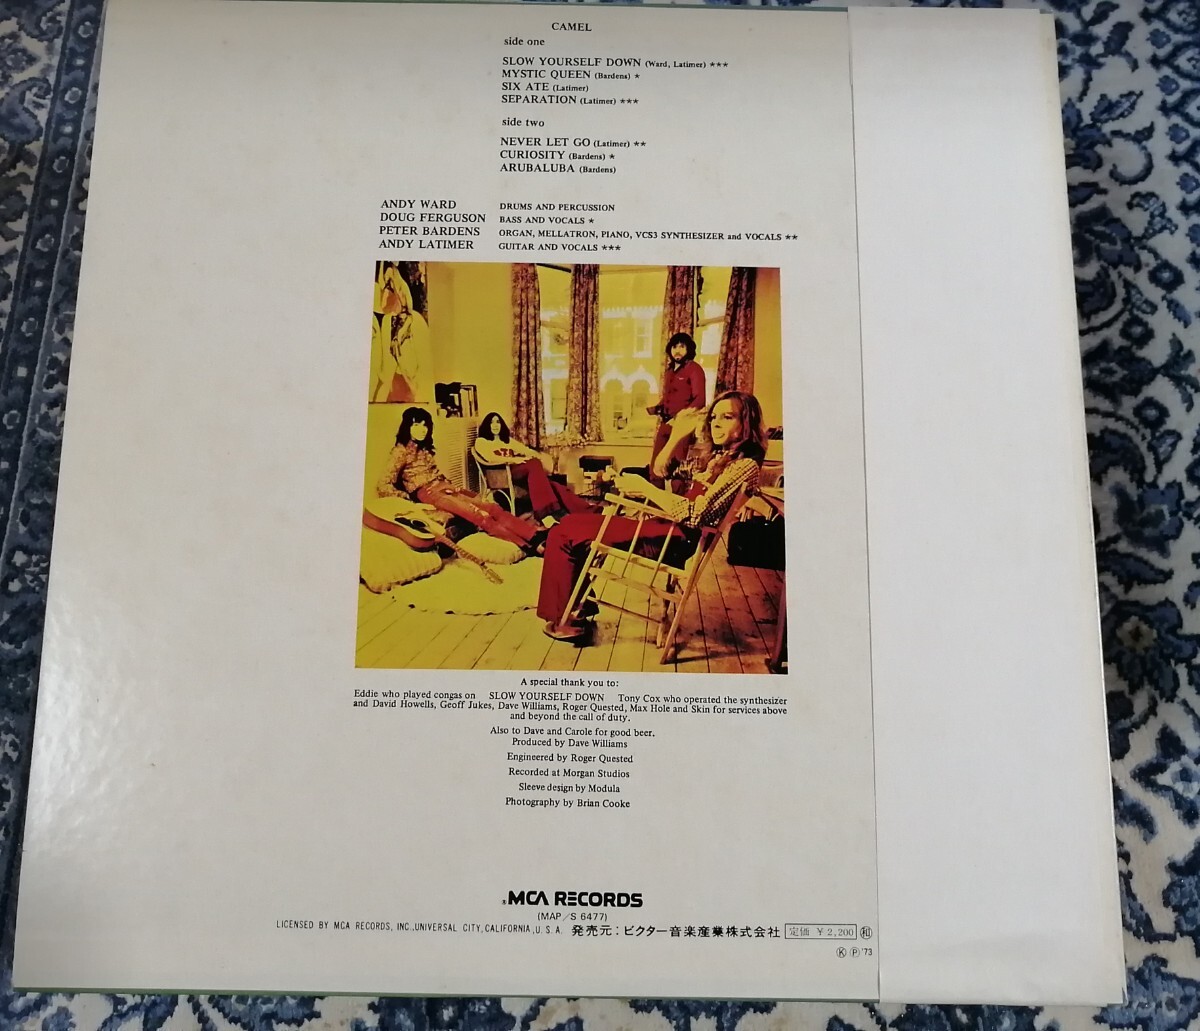 CAMEL
side one
SLOW YOURSELF DOWN (Ward, Latimer) ★★★
MYSTIC QUEEN (Bardens) ★
SIX ATE (Latimer)
SEPARATION (Latimer) ★★★
side two
NEVER LET GO (Latimer) ★★
CURIOSITY (Bardens) ★
ARUBALUBA (Bardens)
ANDY WARD DRUMS AND PERCUSSION
DOUG FERGUSON BASS AND VOCALS ★
PETER BARDENS ORGAN, MELLATRON, PIANO, VCS3 SYNTHESIZER and VOCALS ★★
ANDY LATIMER GUITAR AND VOCALS ★★★
A special thank you to:
Eddie who played congas on SLOW YOURSELF DOWN Tony Cox who operated the synthesizer
and David Howells, Geoff Jukes, Dave Williams, Roger Quested, Max Hole and Skin for services above
and beyond the call of duty.
Also to Dave and Carole for good beer.
Produced by Dave Williams
Engineered by Roger Quested
Recorded at Morgan Studios
Sleeve design by Modula
Photography by Brian Cooke
MCA RECORDS
(MAP/S 6477)
LICENSED BY MCA RECORDS, INC., UNIVERSAL CITY, CALIFORNIA, U.S.A. 発売元：ビクター音楽産業株式会社 定価 ¥2,200 ㊒
Ⓚ Ⓟ '73